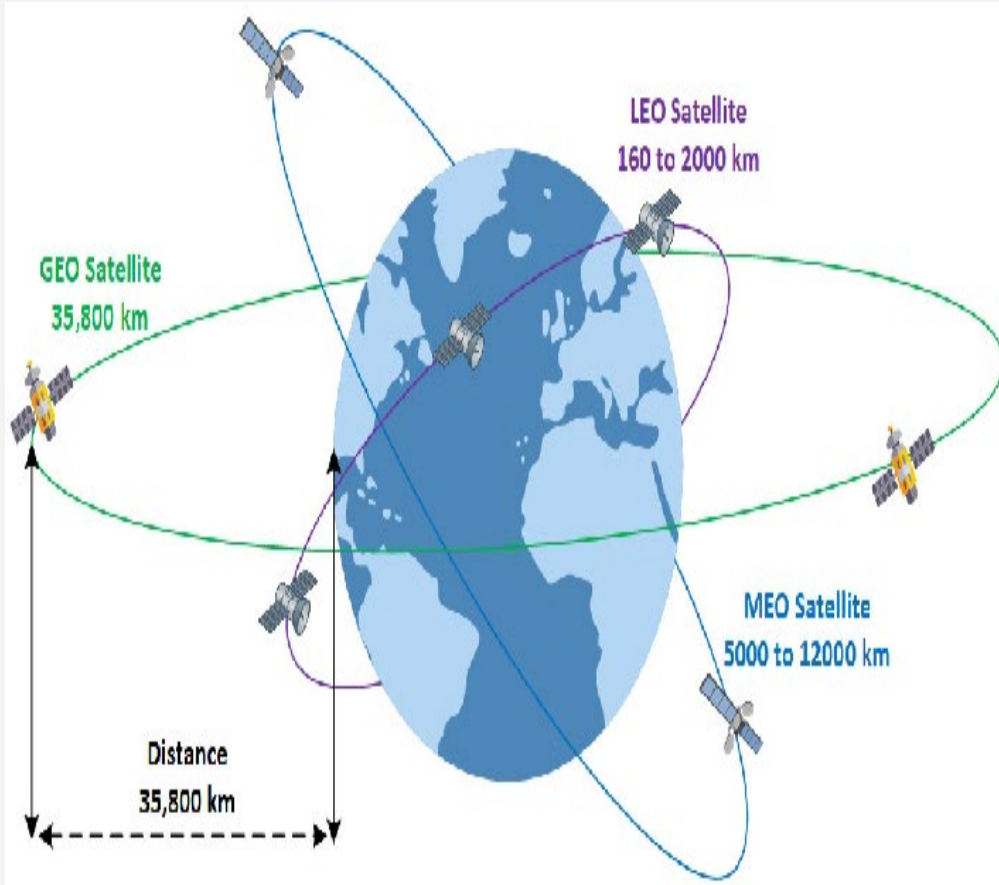 LEO Satellite
160 to 2000 km
GEO Satellite
35,800 km
MEO Satellite
5000 to 12000 km
Distance
35,800 km